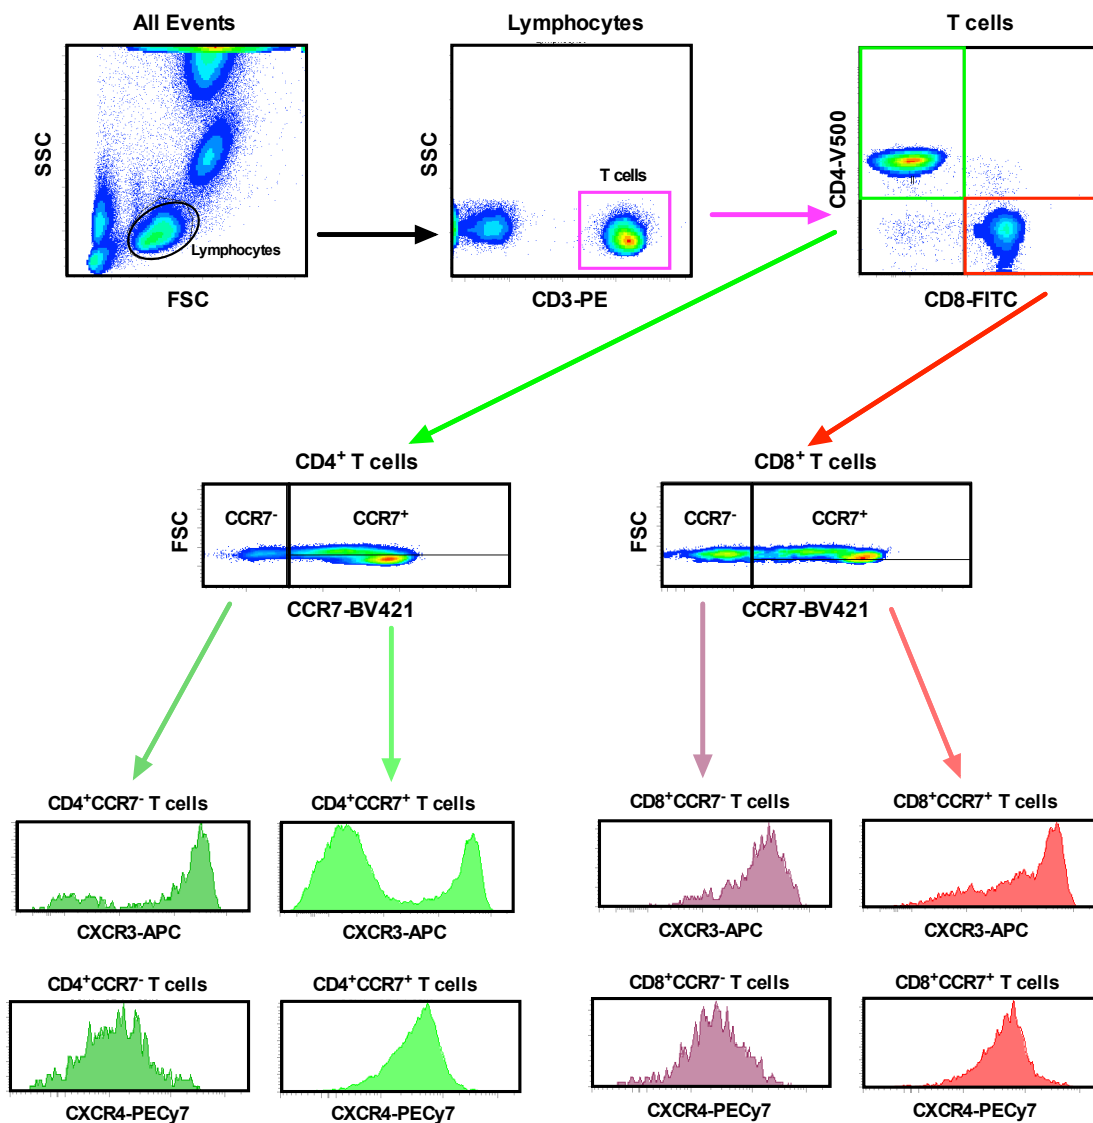 All Events
Lymphocytes
T cells
SSC
Lymphocytes
FSC
SSC
T cells
CD3-PE
CD4-V500
CD8-FITC
CD4⁺ T cells
CD8⁺ T cells
FSC
CCR7⁻
CCR7⁺
CCR7-BV421
FSC
CCR7⁻
CCR7⁺
CCR7-BV421
CD4⁺CCR7⁻ T cells
CD4⁺CCR7⁺ T cells
CD8⁺CCR7⁻ T cells
CD8⁺CCR7⁺ T cells
CXCR3-APC
CXCR3-APC
CXCR3-APC
CXCR3-APC
CD4⁺CCR7⁻ T cells
CD4⁺CCR7⁺ T cells
CD8⁺CCR7⁻ T cells
CD8⁺CCR7⁺ T cells
CXCR4-PECy7
CXCR4-PECy7
CXCR4-PECy7
CXCR4-PECy7